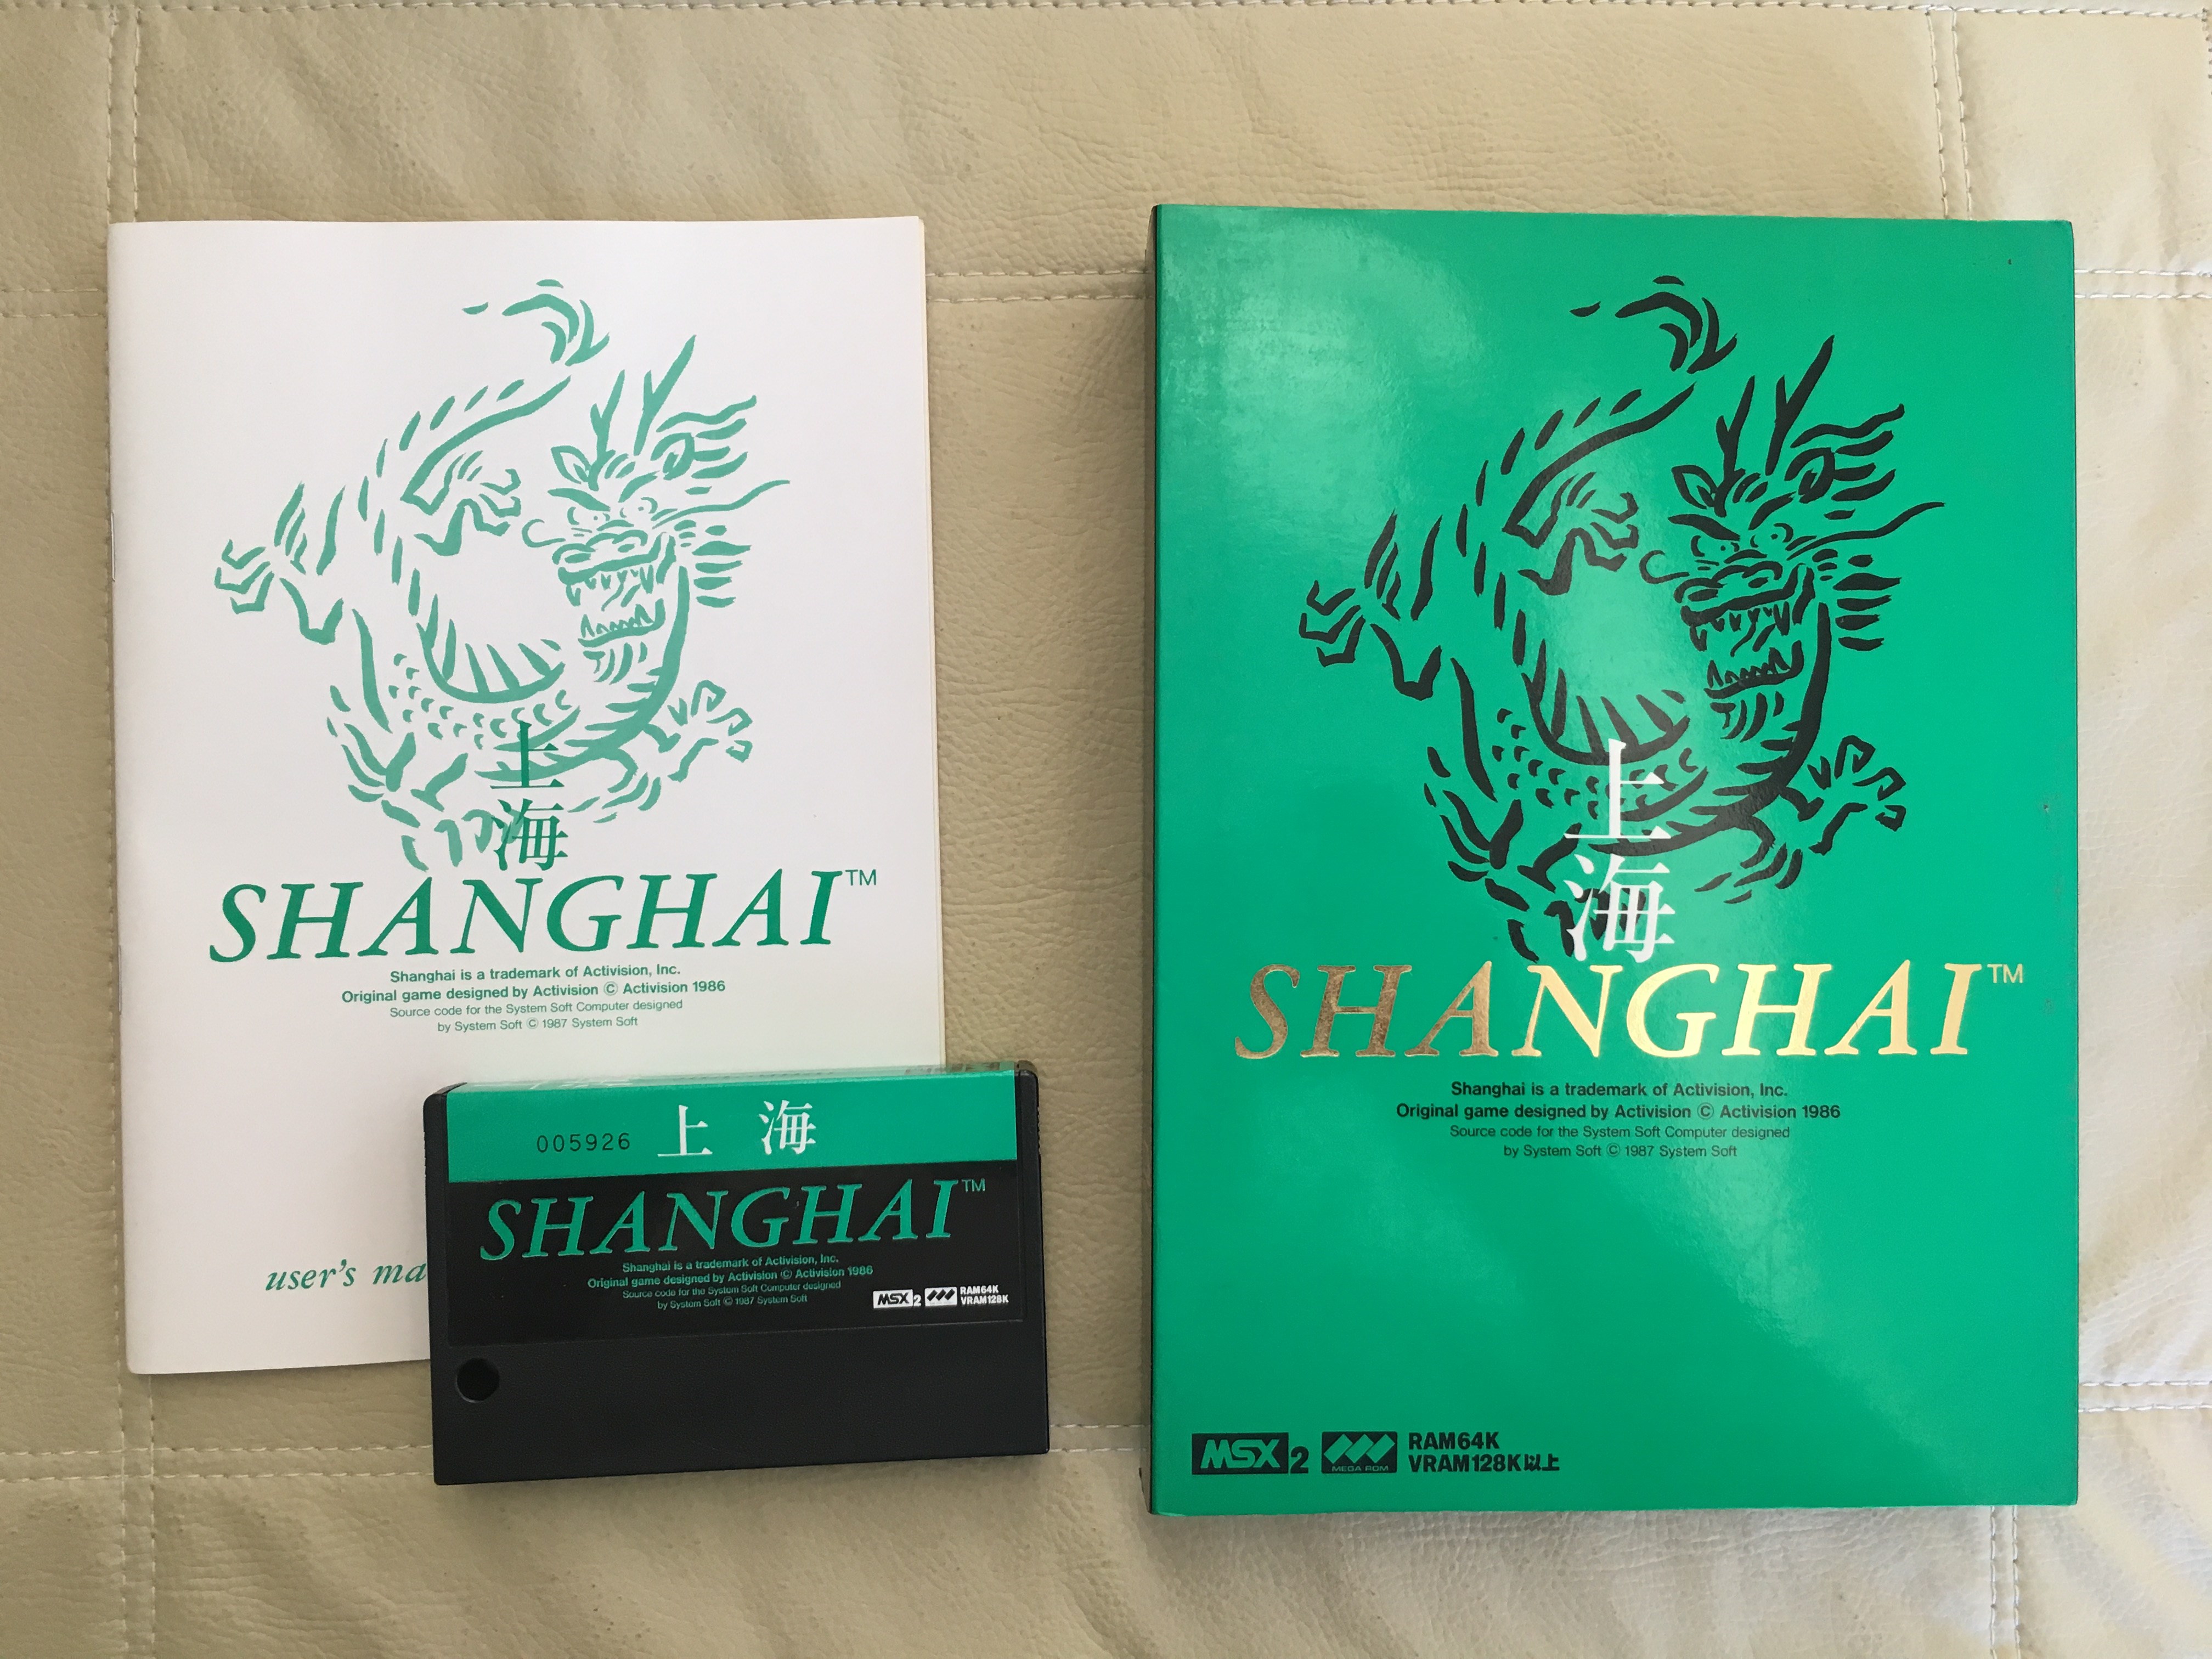 上
海
SHANGHAI™
Shanghai is a trademark of Activision, Inc.
Original game designed by Activision © Activision 1986
Source code for the System Soft Computer designed
by System Soft © 1987 System Soft
user's
005926 上 海
SHANGHAI™
Shanghai is a trademark of Activision, Inc.
Original game designed by Activision © Activision 1986
Source code for the System Soft Computer designed
by System Soft © 1987 System Soft
MSX2 RAM64K
VRAM128K
上
海
SHANGHAI™
Shanghai is a trademark of Activision, Inc.
Original game designed by Activision © Activision 1986
Source code for the System Soft Computer designed
by System Soft © 1987 System Soft
MSX2 MEGA ROM RAM64K
VRAM128K以上